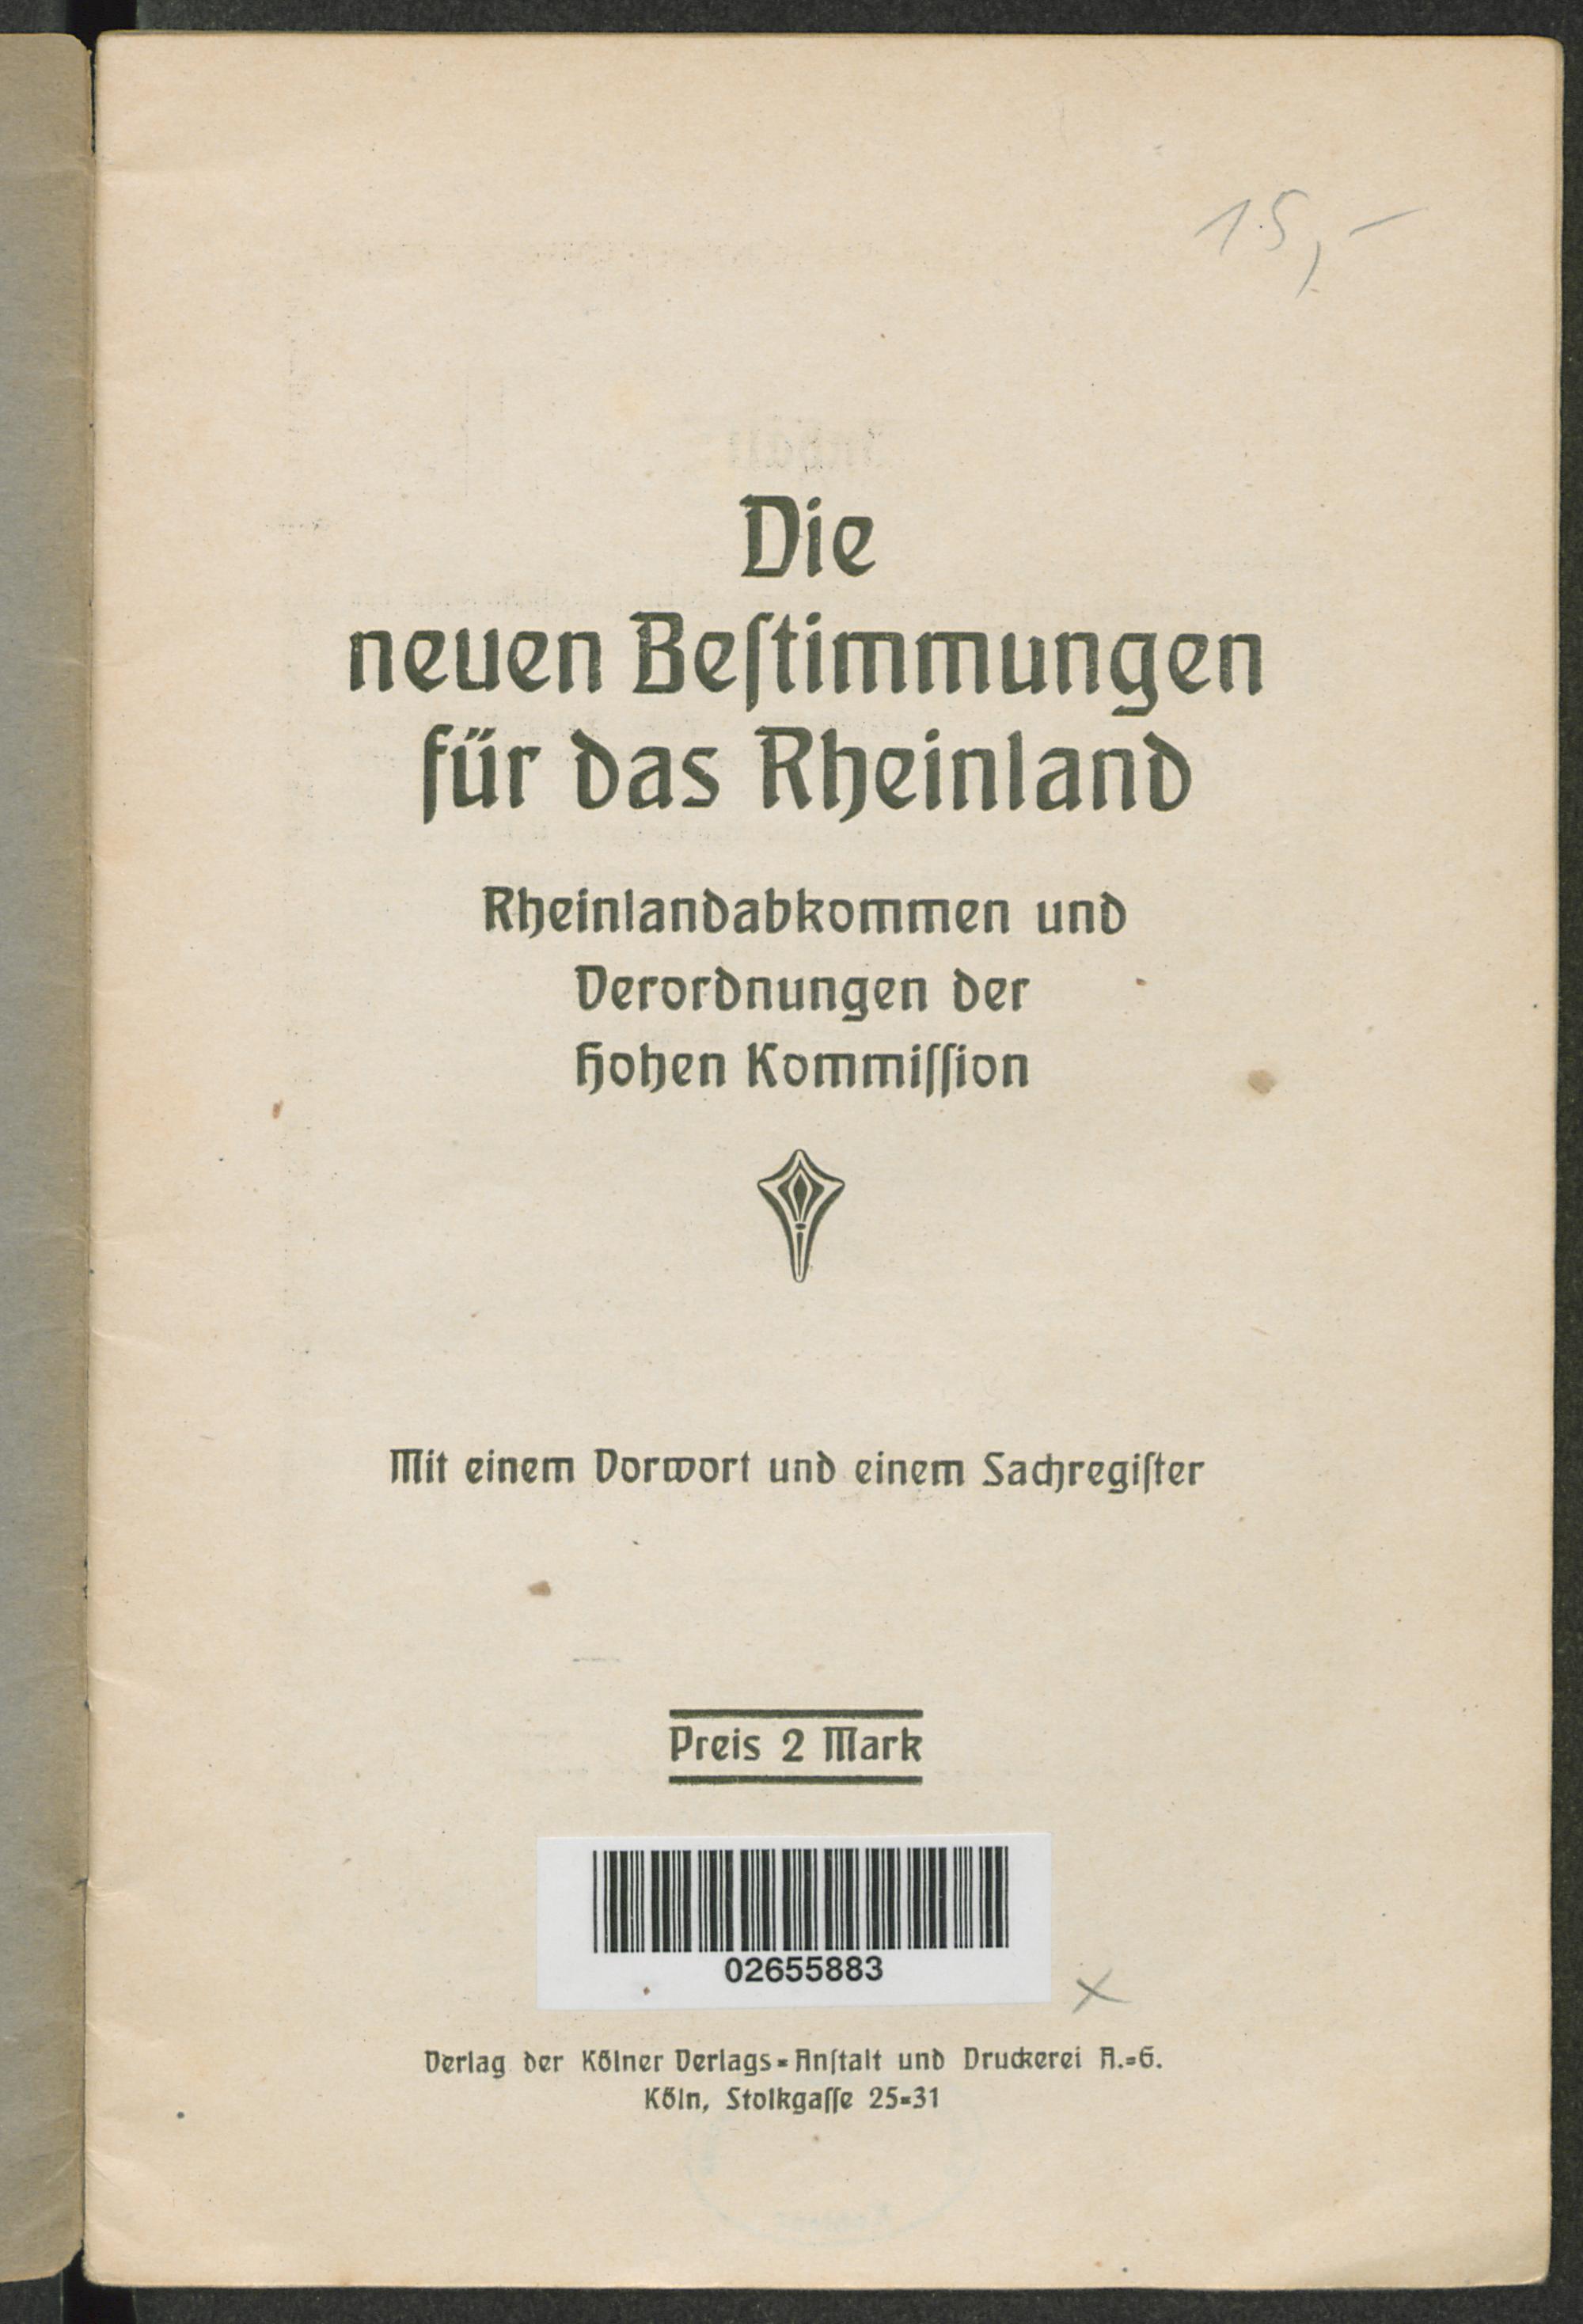 15,-
Die
neuen Beſtimmungen
für das Rheinland
Rheinlandabkommen und
Verordnungen der
Hohen Kommiſſion
Mit einem Vorwort und einem Sachregiſter
Preis 2 Mark
02655883
Verlag der Kölner Verlags=Anſtalt und Druckerei A.=G.
Köln, Stolkgaſſe 25=31